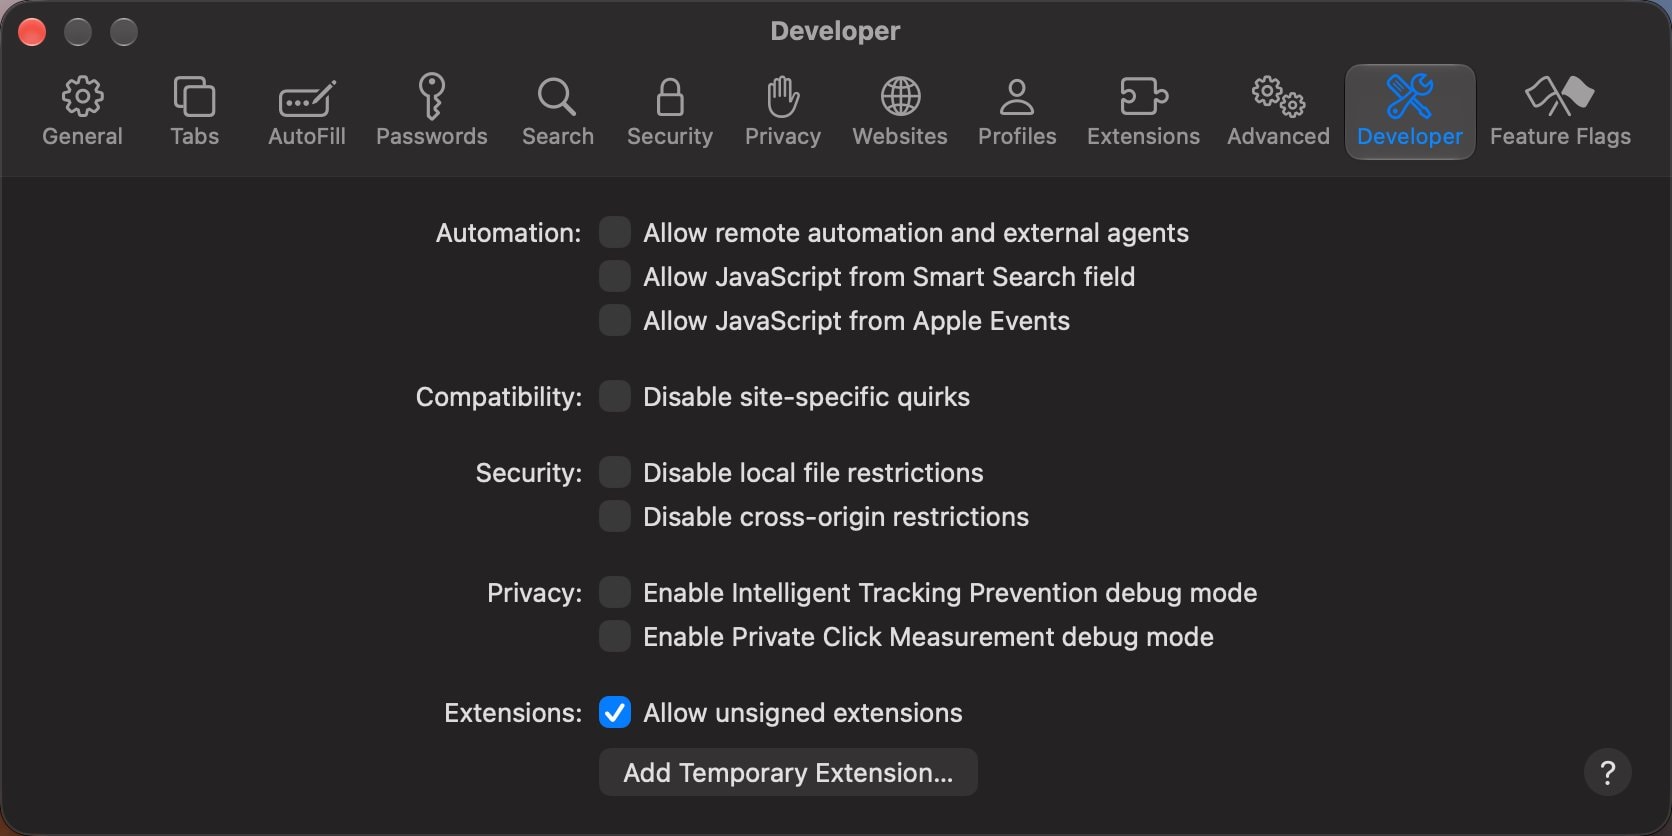 Developer
General Tabs AutoFill Passwords Search Security Privacy Websites Profiles Extensions Advanced Developer Feature Flags
Automation: Allow remote automation and external agents
Allow JavaScript from Smart Search field
Allow JavaScript from Apple Events
Compatibility: Disable site-specific quirks
Security: Disable local file restrictions
Disable cross-origin restrictions
Privacy: Enable Intelligent Tracking Prevention debug mode
Enable Private Click Measurement debug mode
Extensions: Allow unsigned extensions
Add Temporary Extension...
?